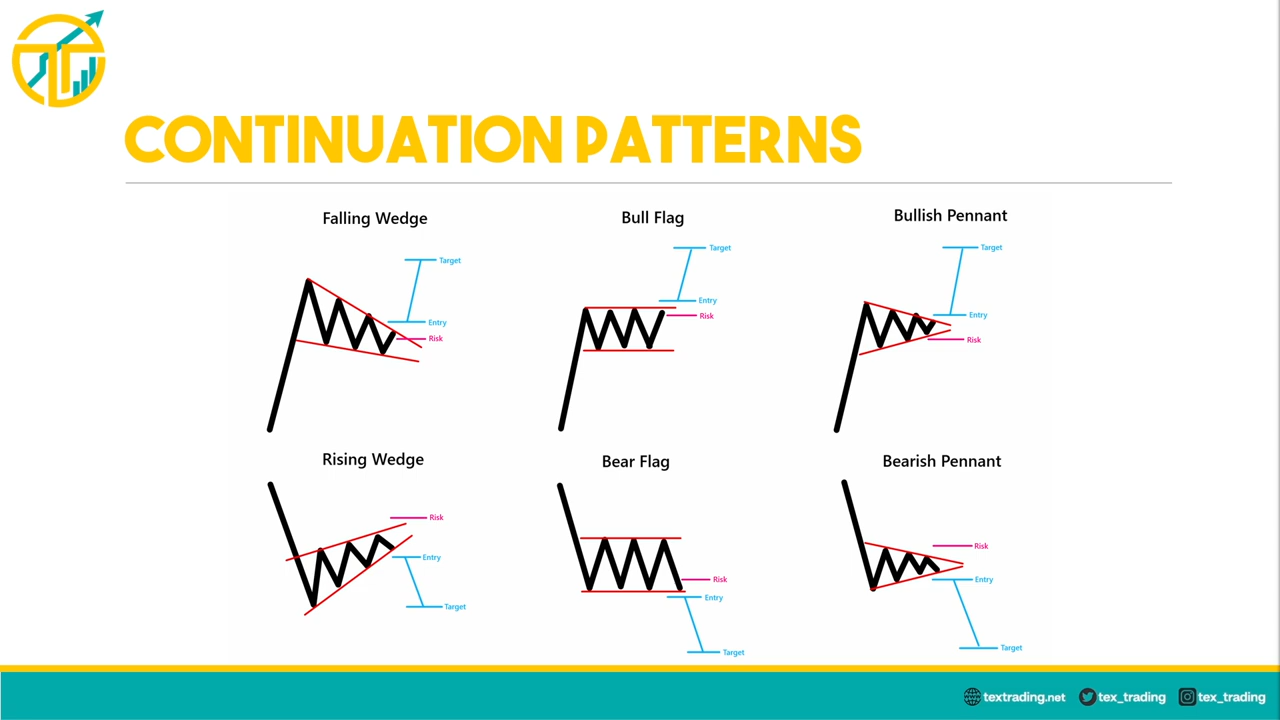 CONTINUATION PATTERNS
Falling Wedge
Target
Entry
Risk
Bull Flag
Target
Entry
Risk
Bullish Pennant
Target
Entry
Risk
Rising Wedge
Risk
Entry
Target
Bear Flag
Risk
Entry
Target
Bearish Pennant
Risk
Entry
Target
textrading.net tex_trading tex_trading